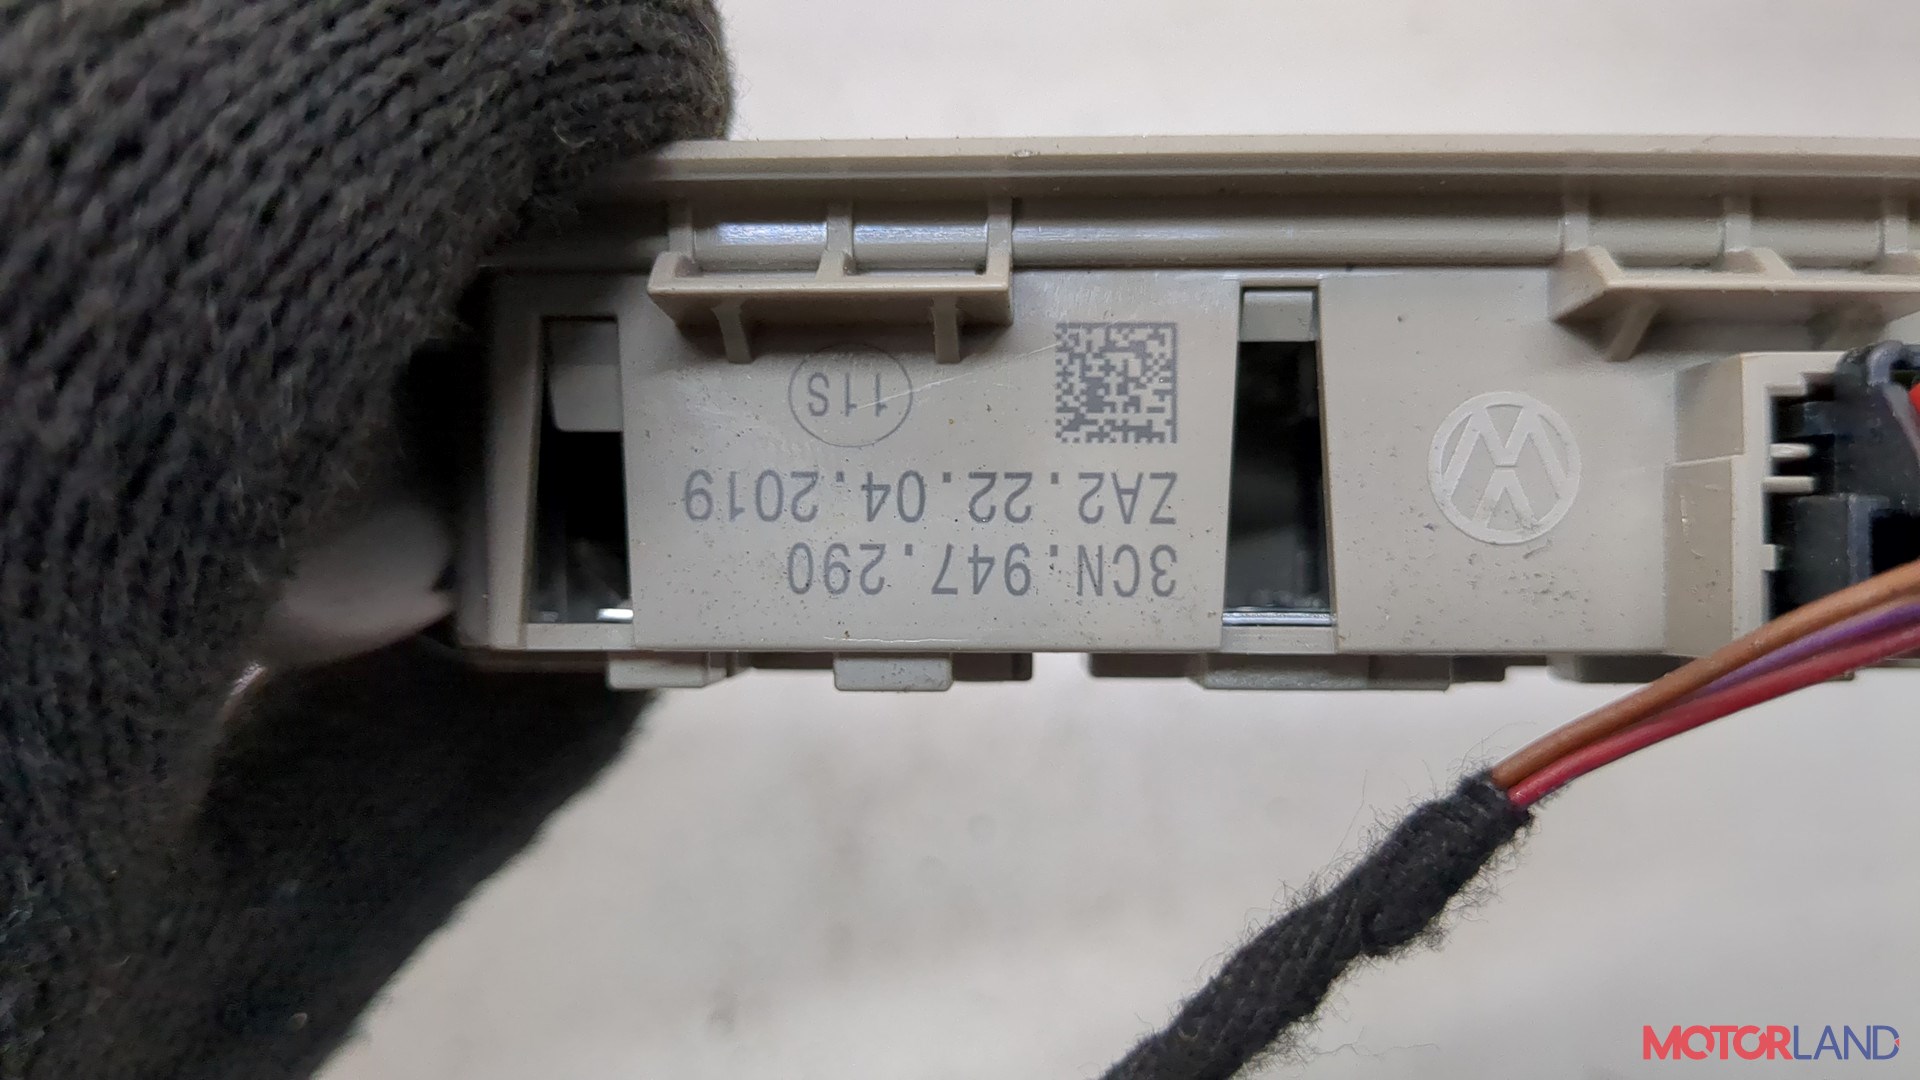 3CN.947.290
ZA2.22.04.2019
11S
MOTORLAND